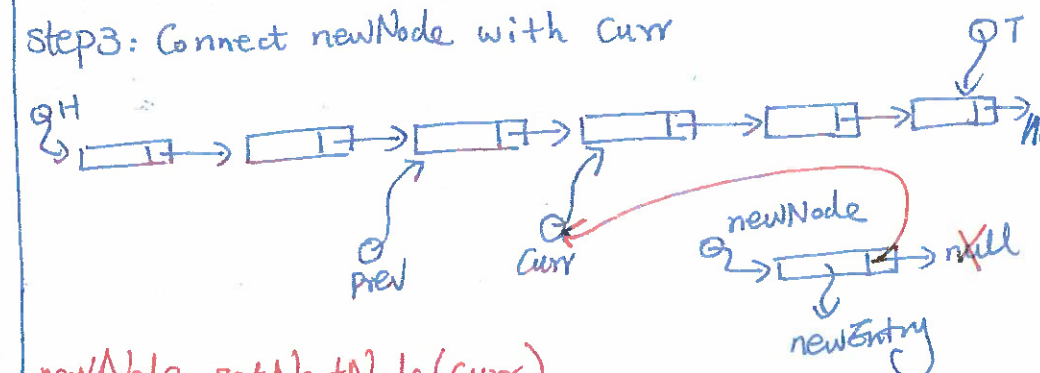 step3: Connect newNode with Curr
T
H
newNode
prev
Curr
null
newEntry